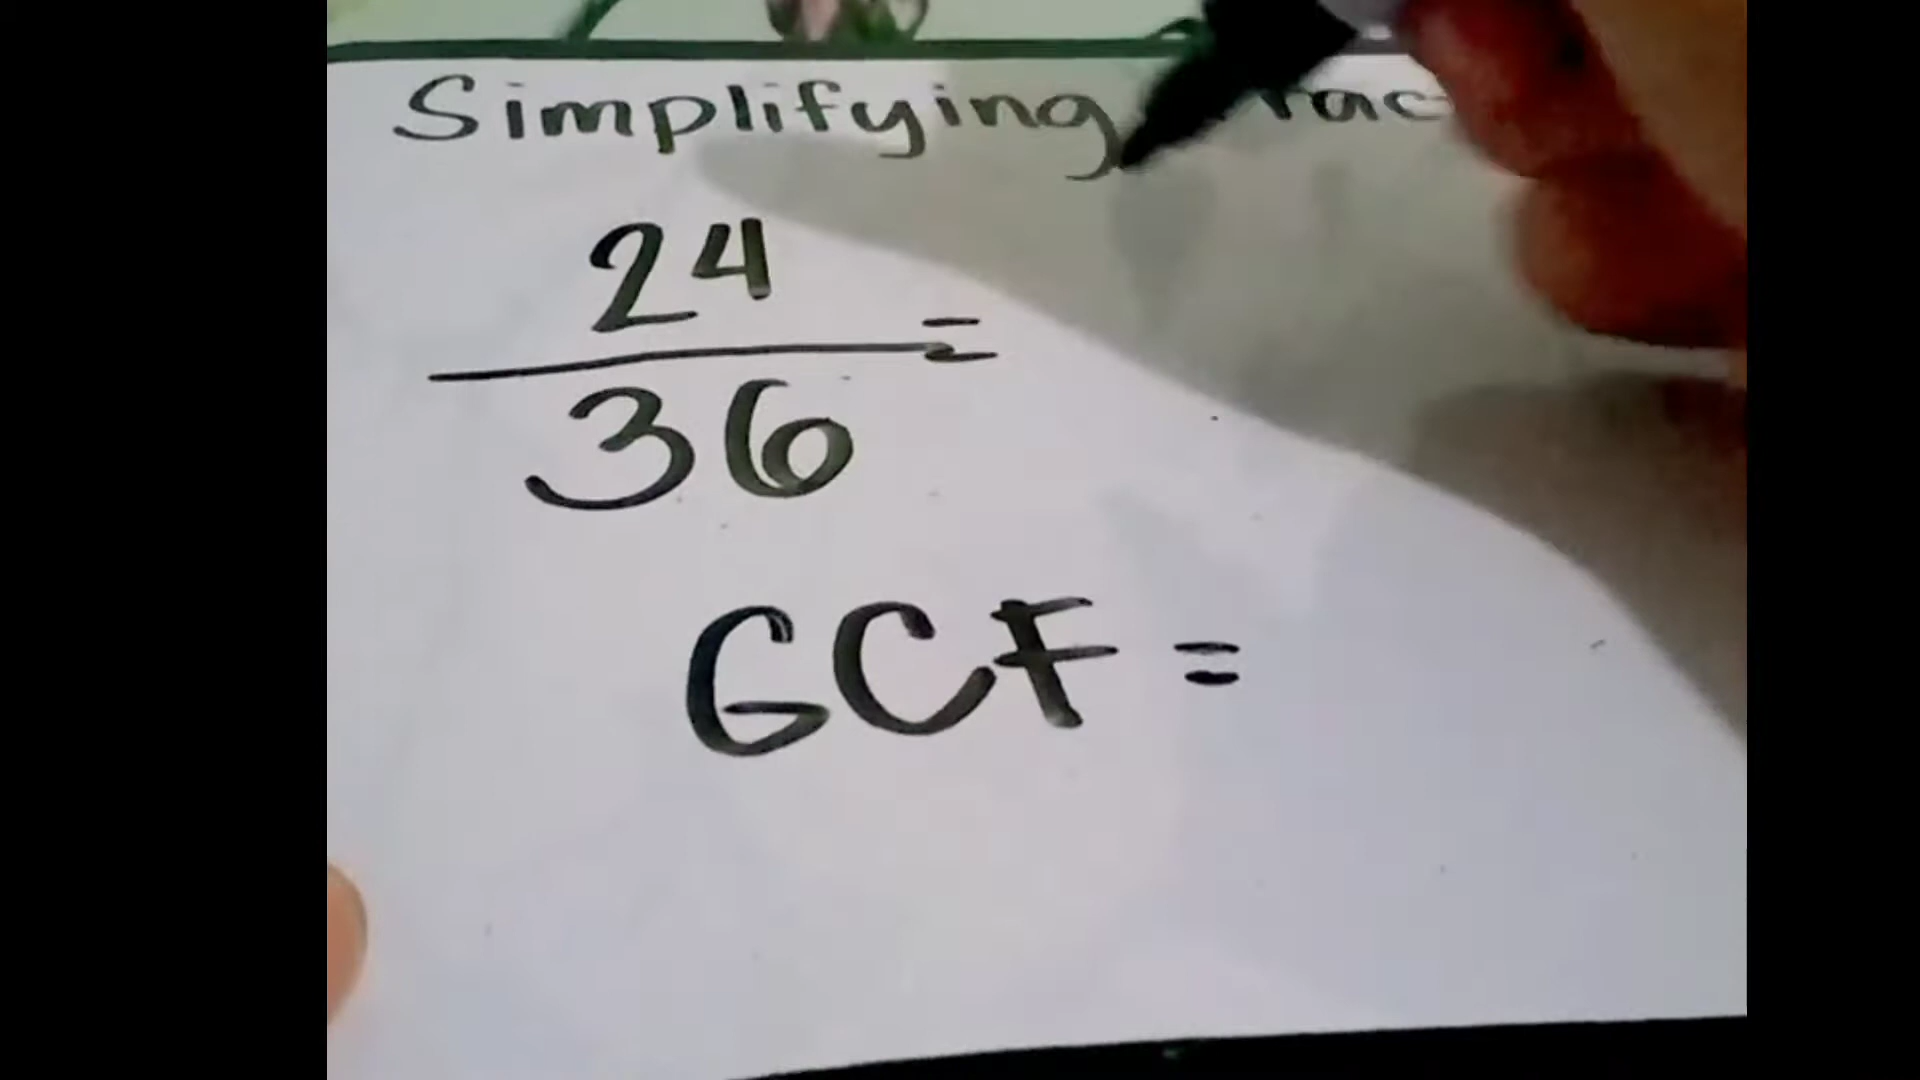 Simplifying
24
=
36
GCF =